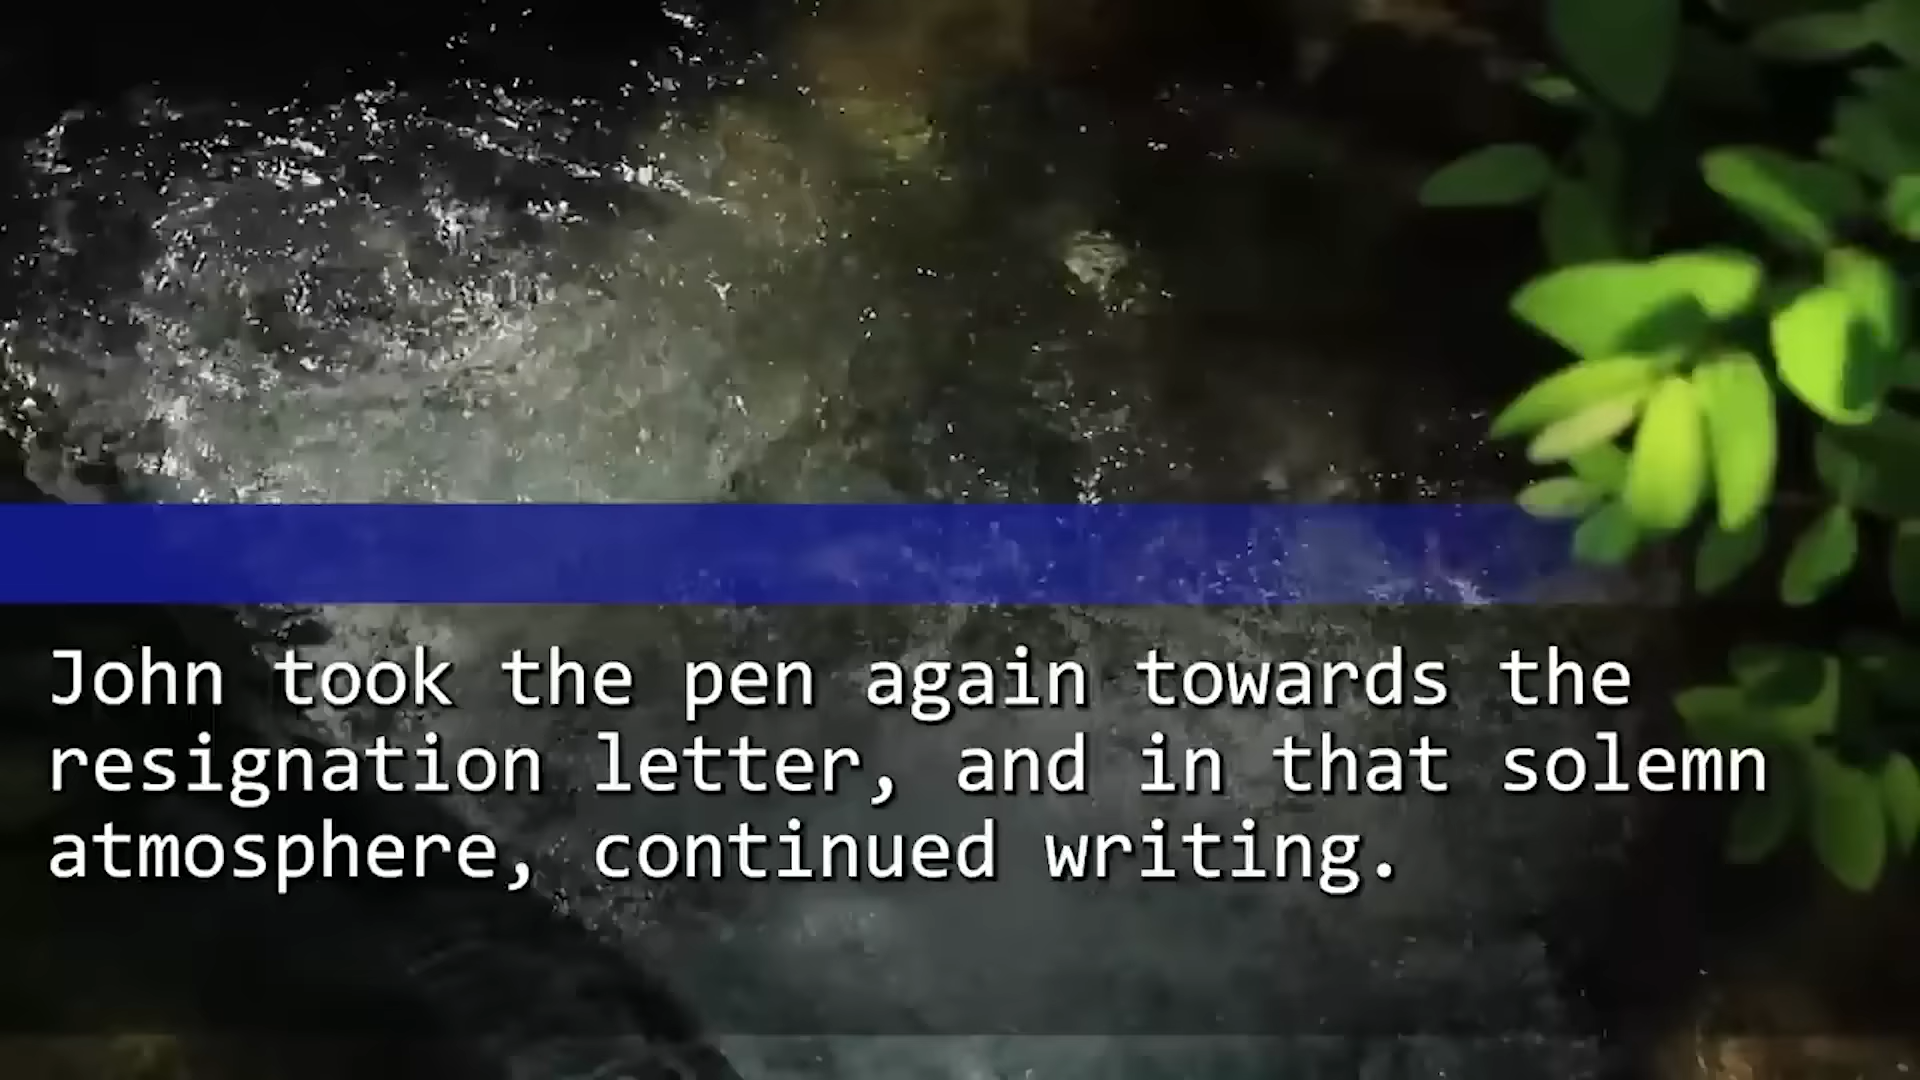 John took the pen again towards the
resignation letter, and in that solemn
atmosphere, continued writing.